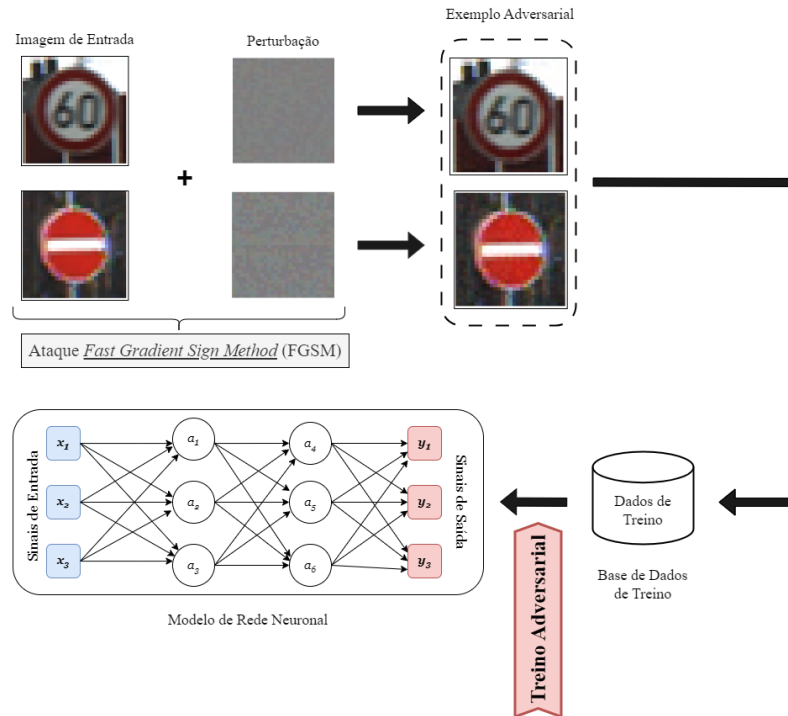 Exemplo Adversarial
Imagem de Entrada
Perturbação
60
60
+
Ataque Fast Gradient Sign Method (FGSM)
Sinais de Entrada
x1
x2
x3
a1
a2
a3
a4
a5
a6
y1
y2
y3
Sinais de Saída
Modelo de Rede Neuronal
Treino Adversarial
Dados de
Treino
Base de Dados
de Treino